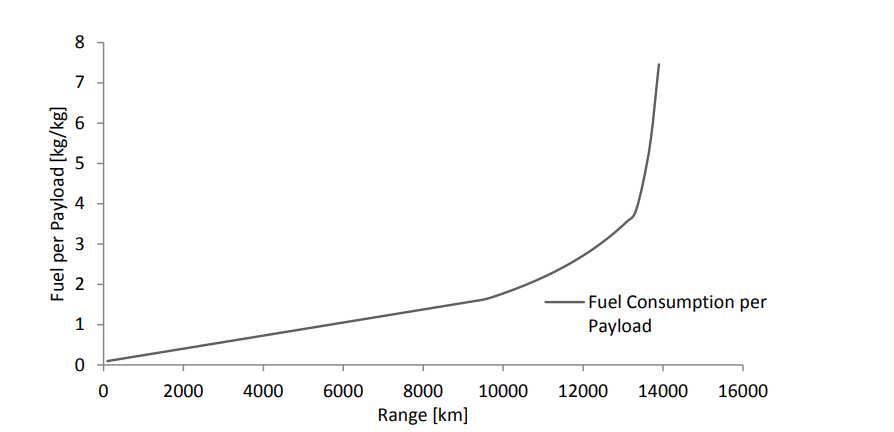 8
7
6
5
4
3
2
1
0
Fuel per Payload [kg/kg]
Fuel Consumption per
Payload
0 2000 4000 6000 8000 10000 12000 14000 16000
Range [km]